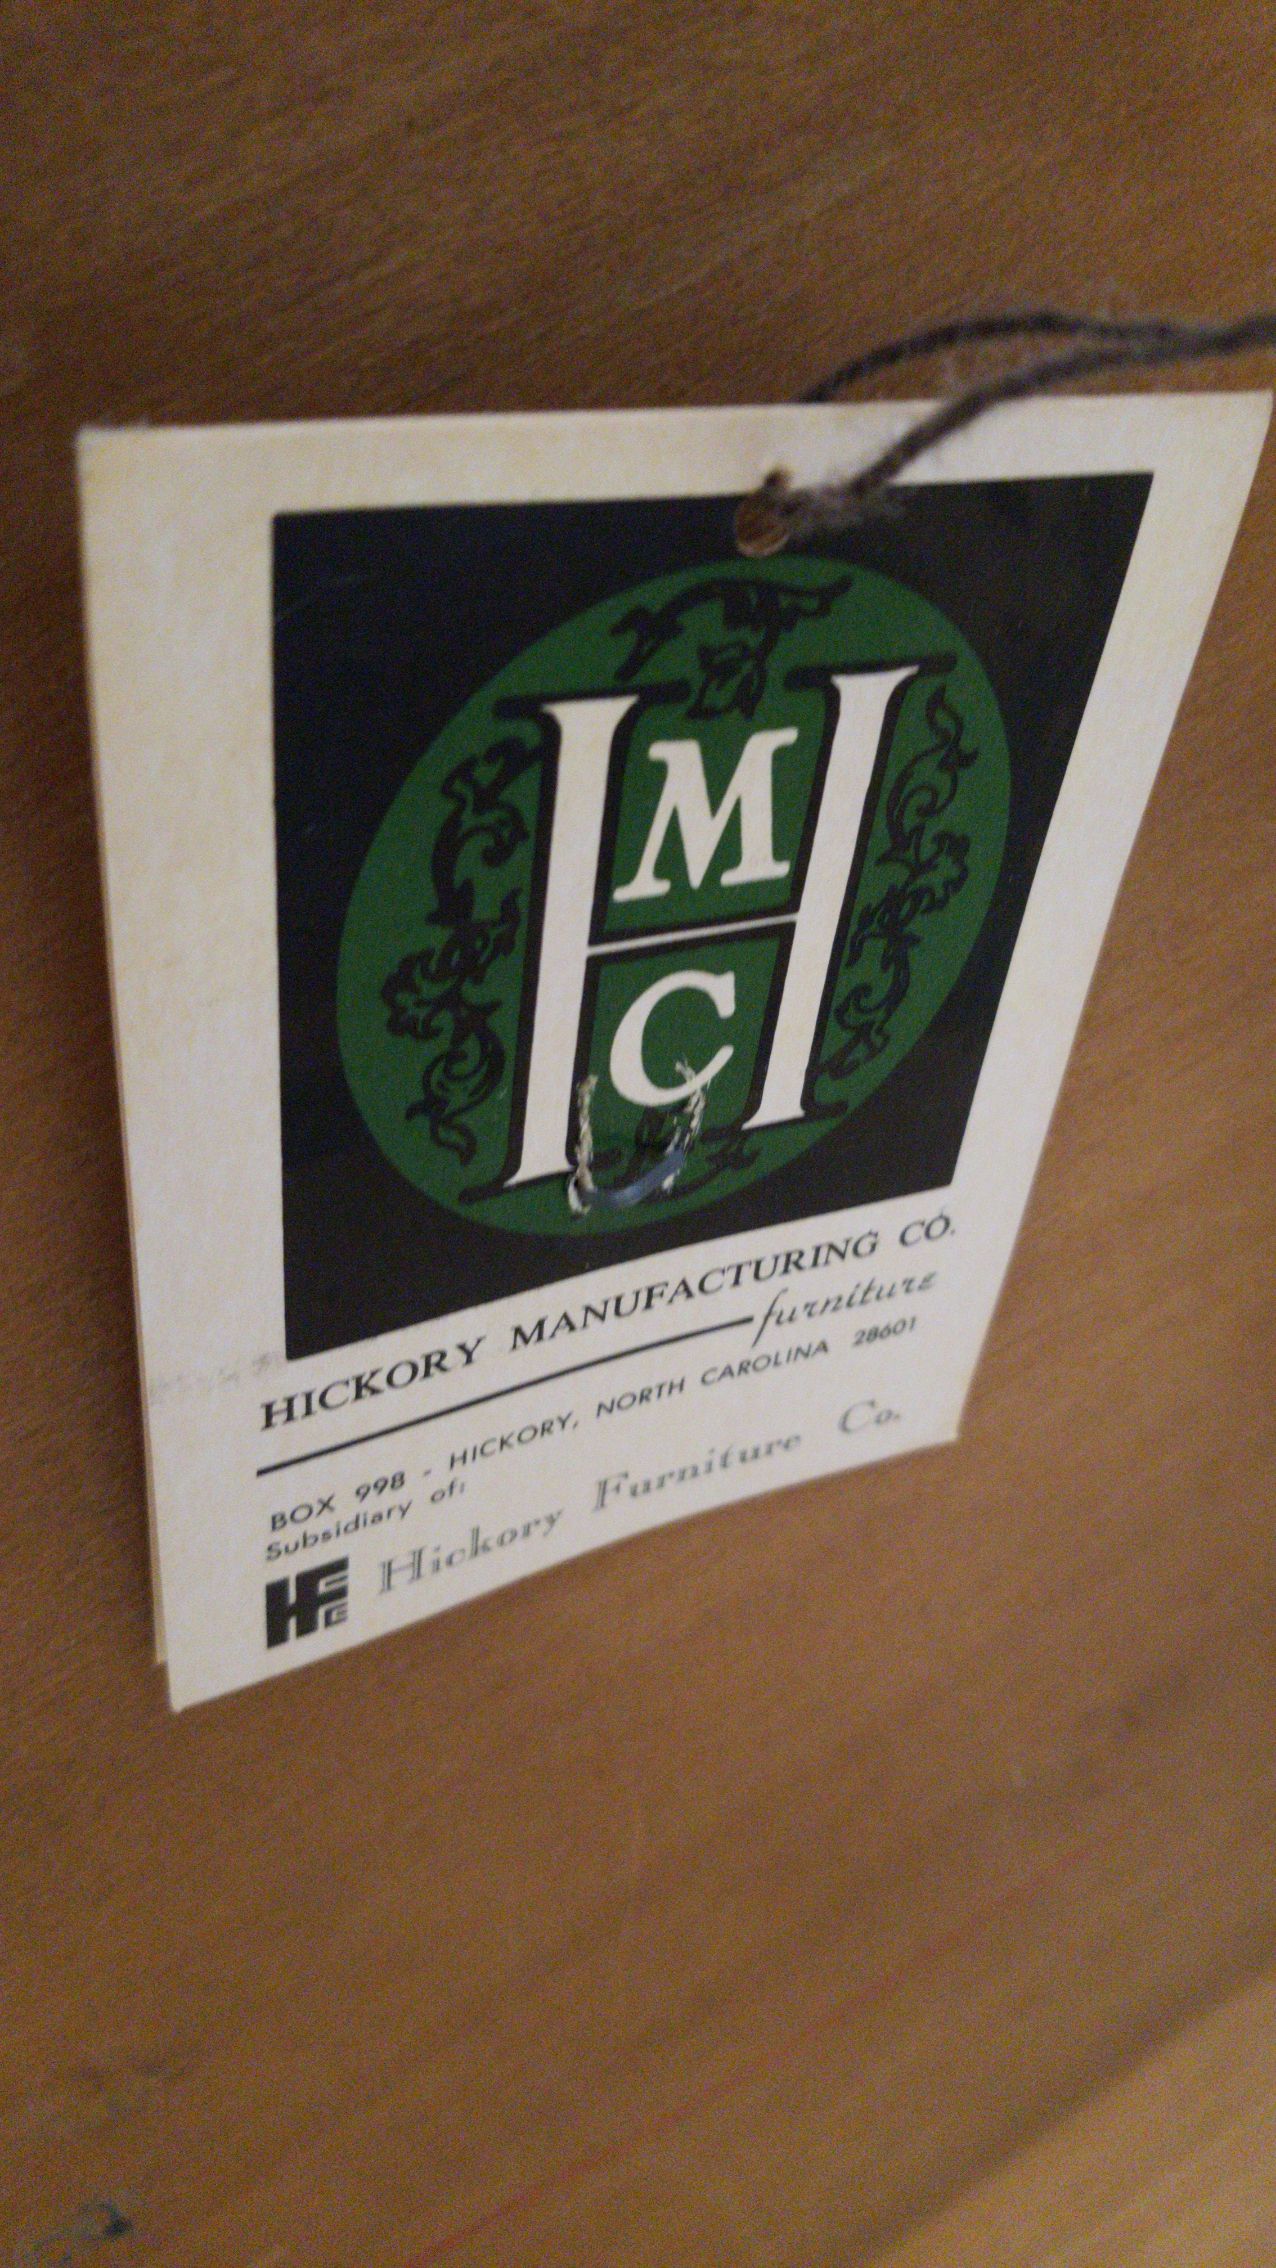 H
M
C
HICKORY MANUFACTURING CO.
furniture
BOX 998 - HICKORY, NORTH CAROLINA 28601
Subsidiary of:
HFC Hickory Furniture Co.